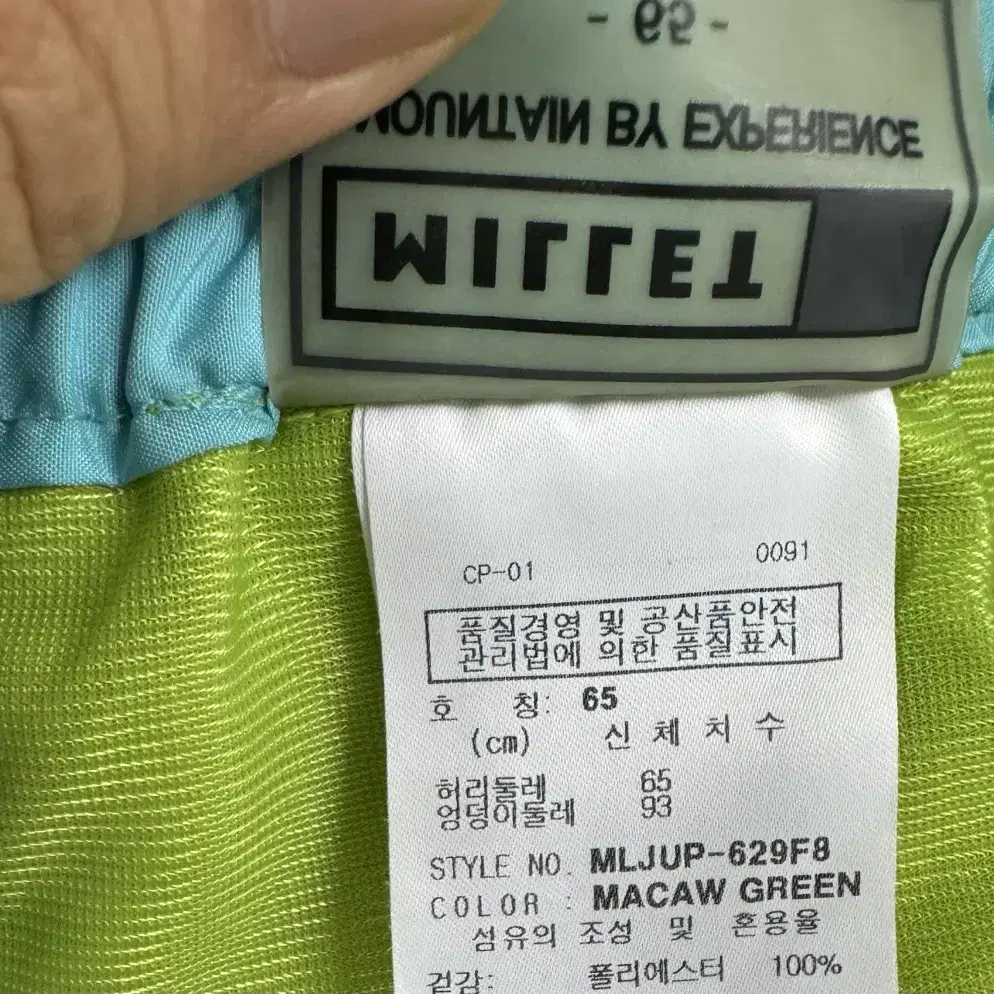 - 65 -
MOUNTAIN BY EXPERIENCE
MILLET
CP-01 0091
품질경영 및 공산품안전
관리법에 의한 품질표시
호 칭: 65
(cm) 신 체 치 수
허리둘레 65
엉덩이둘레 93
STYLE NO. MLJUP-629F8
COLOR : MACAW GREEN
섬유의 조성 및 혼용율
겉감: 폴리에스터 100%